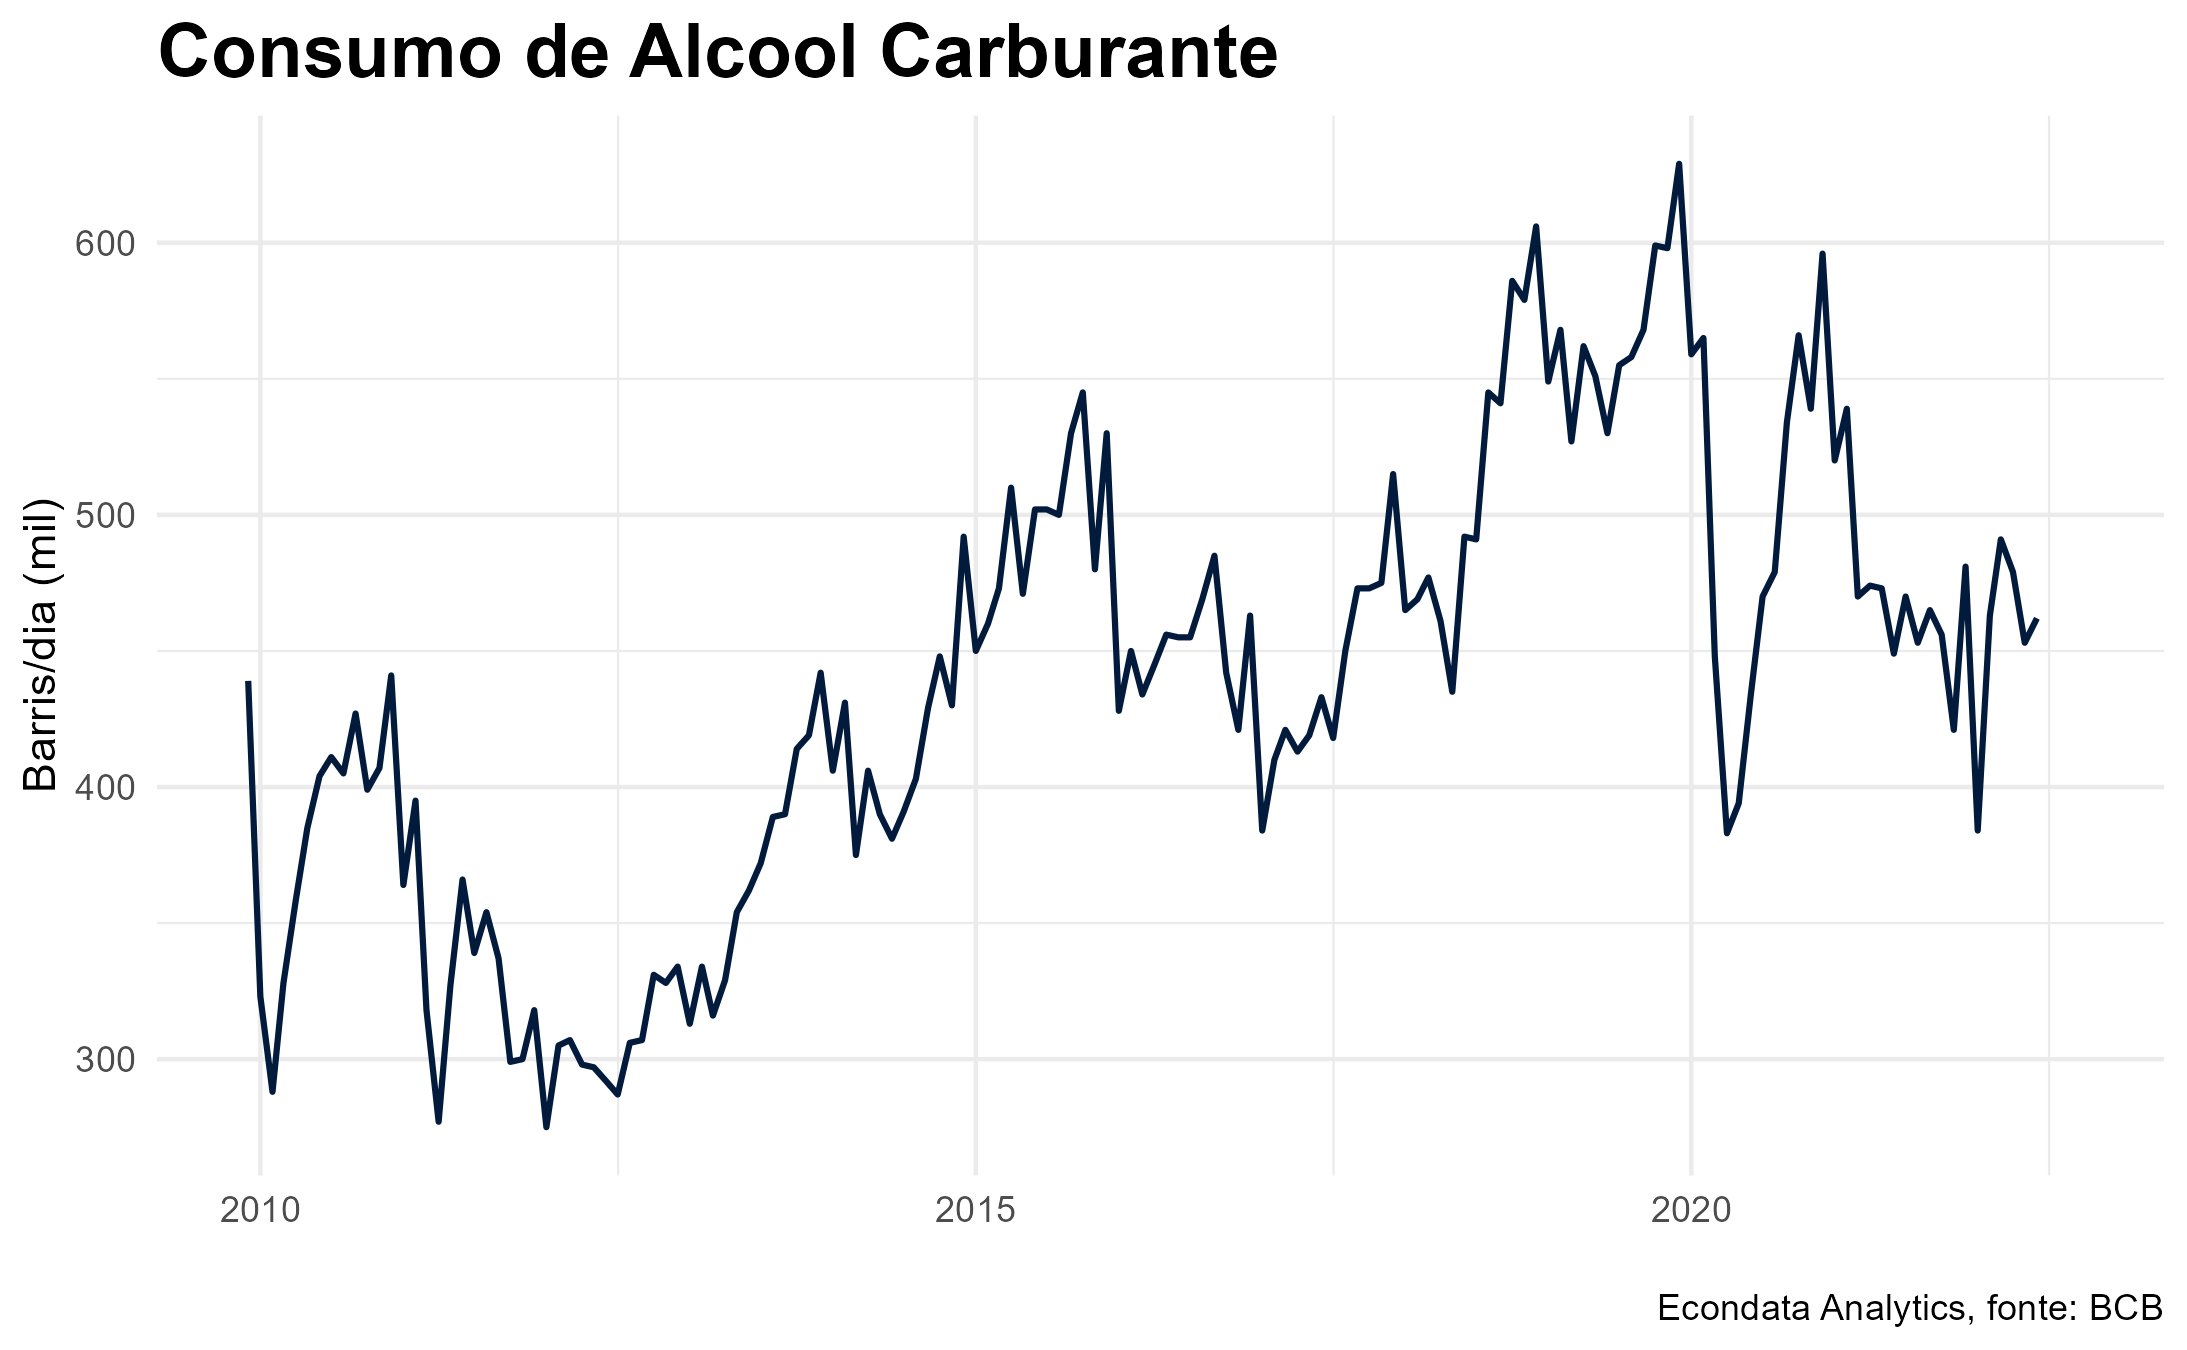 Consumo de Alcool Carburante
Barris/dia (mil)
600
500
400
300
2010
2015
2020
Econdata Analytics, fonte: BCB